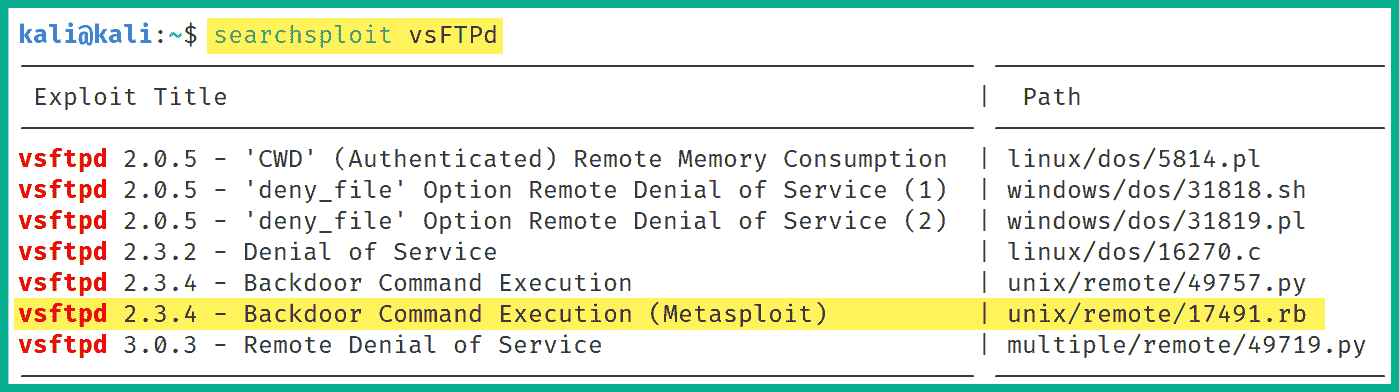 kali@kali:~$ searchsploit vsFTPd
Exploit Title | Path
vsftpd 2.0.5 - 'CWD' (Authenticated) Remote Memory Consumption | linux/dos/5814.pl
vsftpd 2.0.5 - 'deny_file' Option Remote Denial of Service (1) | windows/dos/31818.sh
vsftpd 2.0.5 - 'deny_file' Option Remote Denial of Service (2) | windows/dos/31819.pl
vsftpd 2.3.2 - Denial of Service | linux/dos/16270.c
vsftpd 2.3.4 - Backdoor Command Execution | unix/remote/49757.py
vsftpd 2.3.4 - Backdoor Command Execution (Metasploit) | unix/remote/17491.rb
vsftpd 3.0.3 - Remote Denial of Service | multiple/remote/49719.py